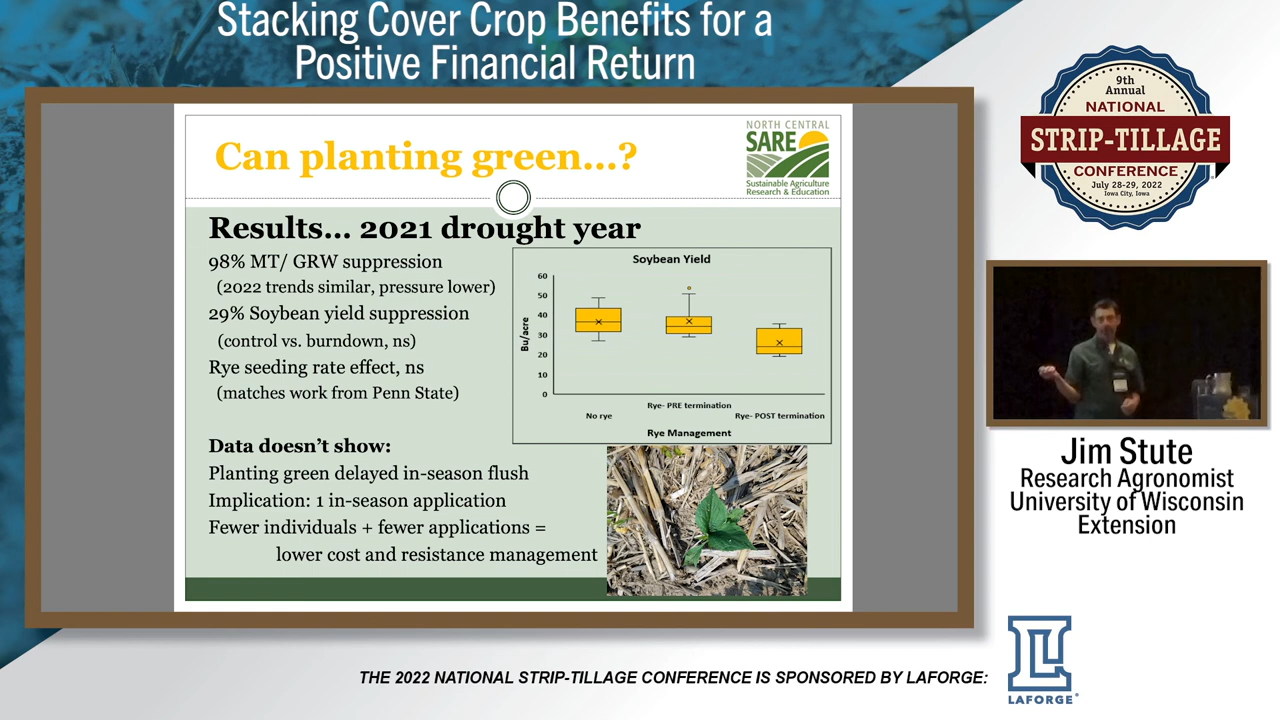 Stacking Cover Crop Benefits for a
Positive Financial Return
Can planting green...?
NORTH CENTRAL
SARE
Sustainable Agriculture
Research & Education
Results... 2021 drought year
98% MT/ GRW suppression
(2022 trends similar, pressure lower)
29% Soybean yield suppression
(control vs. burndown, ns)
Rye seeding rate effect, ns
(matches work from Penn State)
Soybean Yield
Bu/acre
60
50
40
30
20
10
0
No rye
Rye- PRE termination
Rye- POST termination
Rye Management
Data doesn't show:
Planting green delayed in-season flush
Implication: 1 in-season application
Fewer individuals + fewer applications =
lower cost and resistance management
9th
Annual
NATIONAL
STRIP-TILLAGE
CONFERENCE
July 28-29, 2022
Iowa City, Iowa
Jim Stute
Research Agronomist
University of Wisconsin
Extension
THE 2022 NATIONAL STRIP-TILLAGE CONFERENCE IS SPONSORED BY LAFORGE:
LAFORGE®